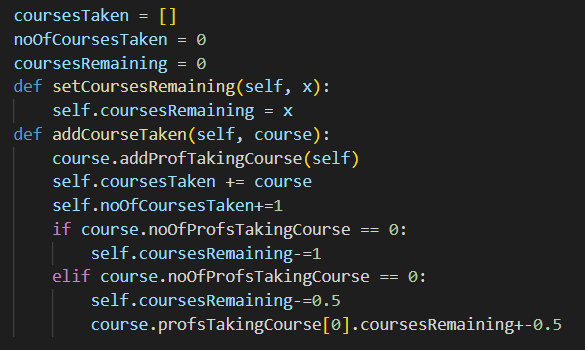 coursesTaken = []
noOfCoursesTaken = 0
coursesRemaining = 0
def setCoursesRemaining(self, x):
    self.coursesRemaining = x
def addCourseTaken(self, course):
    course.addProfTakingCourse(self)
    self.coursesTaken += course
    self.noOfCoursesTaken+=1
    if course.noOfProfsTakingCourse == 0:
        self.coursesRemaining-=1
    elif course.noOfProfsTakingCourse == 0:
        self.coursesRemaining-=0.5
        course.profsTakingCourse[0].coursesRemaining+-0.5